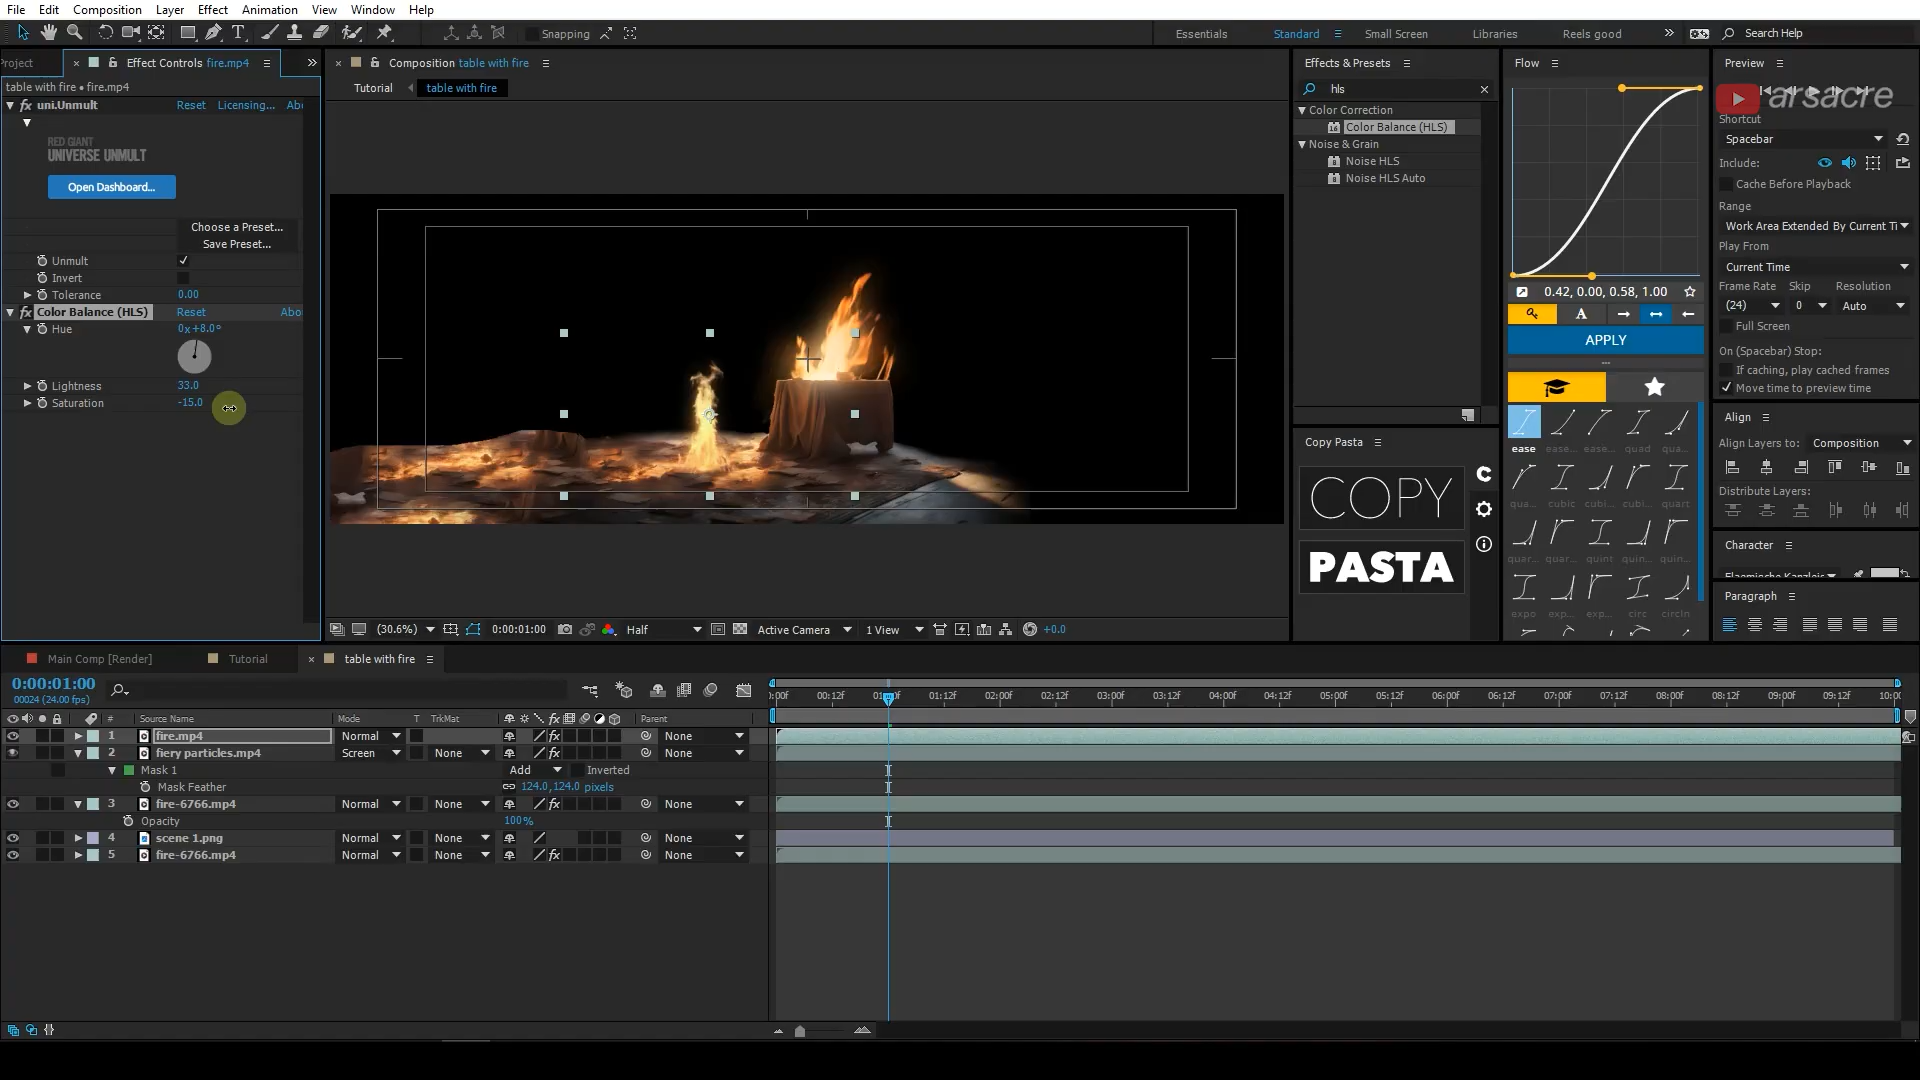 File Edit Composition Layer Effect Animation View Window Help
Snapping
Essentials Standard Small Screen Libraries Reels good Search Help
Project Effect Controls fire.mp4
table with fire • fire.mp4
uni.Unmult Reset Licensing... Abo
RED GIANT
UNIVERSE UNMULT
Open Dashboard...
Choose a Preset...
Save Preset...
Unmult
Invert
Tolerance 0.00
Color Balance (HLS) Reset Abo
Hue 0x+8.0°
Lightness 33.0
Saturation -15.0
Composition table with fire
Tutorial table with fire
(30.6%) 0:00:01:00 Half Active Camera 1 View +0.0
Effects & Presets
hls
Color Correction
Color Balance (HLS)
Noise & Grain
Noise HLS
Noise HLS Auto
Copy Pasta
COPY
PASTA
Flow
0.42, 0.00, 0.58, 1.00
A
APPLY
ease ease... ease... quad qua...
qua... cubic cubi... cubic quart
quar... quar... quint quin... quint
expo exp... exp... circ circIn
Preview
arsacre
Shortcut
Spacebar
Include:
Cache Before Playback
Range
Work Area Extended By Current Ti
Play From
Current Time
Frame Rate Skip Resolution
(24) 0 Auto
Full Screen
On (Spacebar) Stop:
If caching, play cached frames
Move time to preview time
Align
Align Layers to: Composition
Distribute Layers:
Character
Paragraph
Main Comp [Render] Tutorial table with fire
0:00:01:00
00024 (24.00 fps)
:00f 00:12f 01:00f 01:12f 02:00f 02:12f 03:00f 03:12f 04:00f 04:12f 05:00f 05:12f 06:00f 06:12f 07:00f 07:12f 08:00f 08:12f 09:00f 09:12f 10:00
# Source Name Mode T TrkMat Parent
1 fire.mp4 Normal None
2 fiery particles.mp4 Screen None None
Mask 1 Add Inverted
Mask Feather 124.0,124.0 pixels
3 fire-6766.mp4 Normal None None
Opacity 100%
4 scene 1.png Normal None None
5 fire-6766.mp4 Normal None None